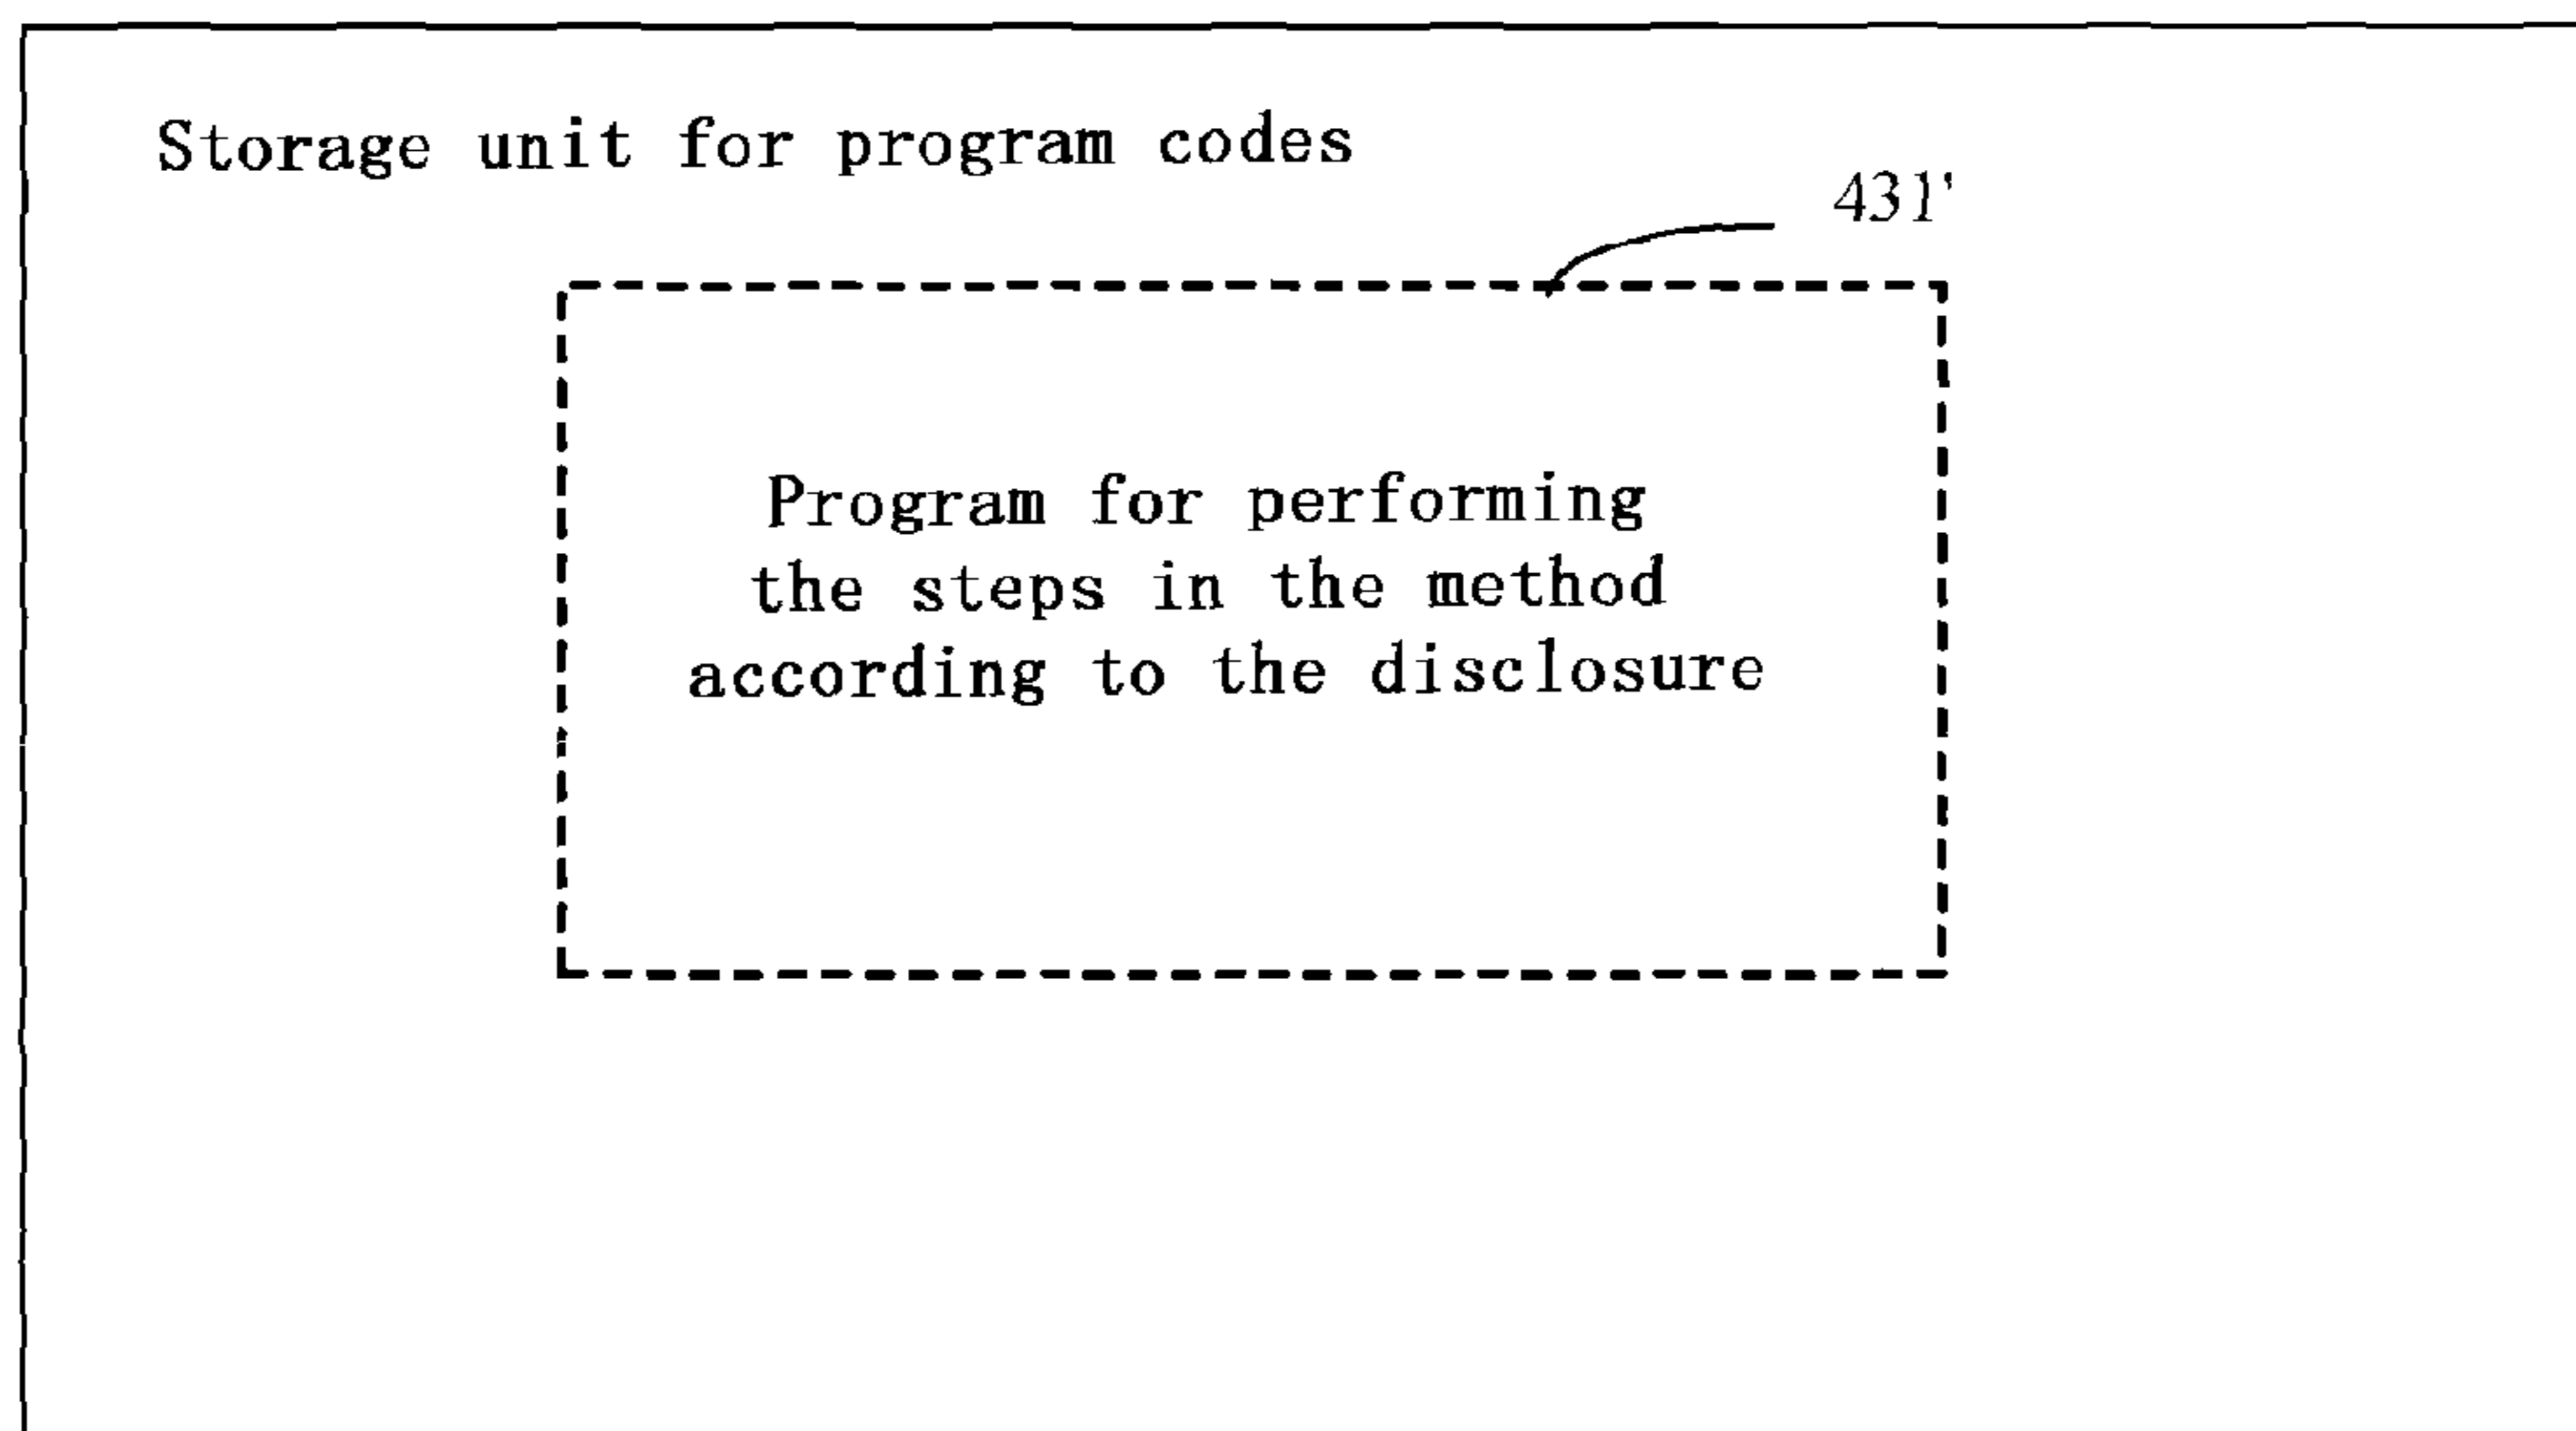 Storage unit for program codes
431'
Program for performing
the steps in the method
according to the disclosure